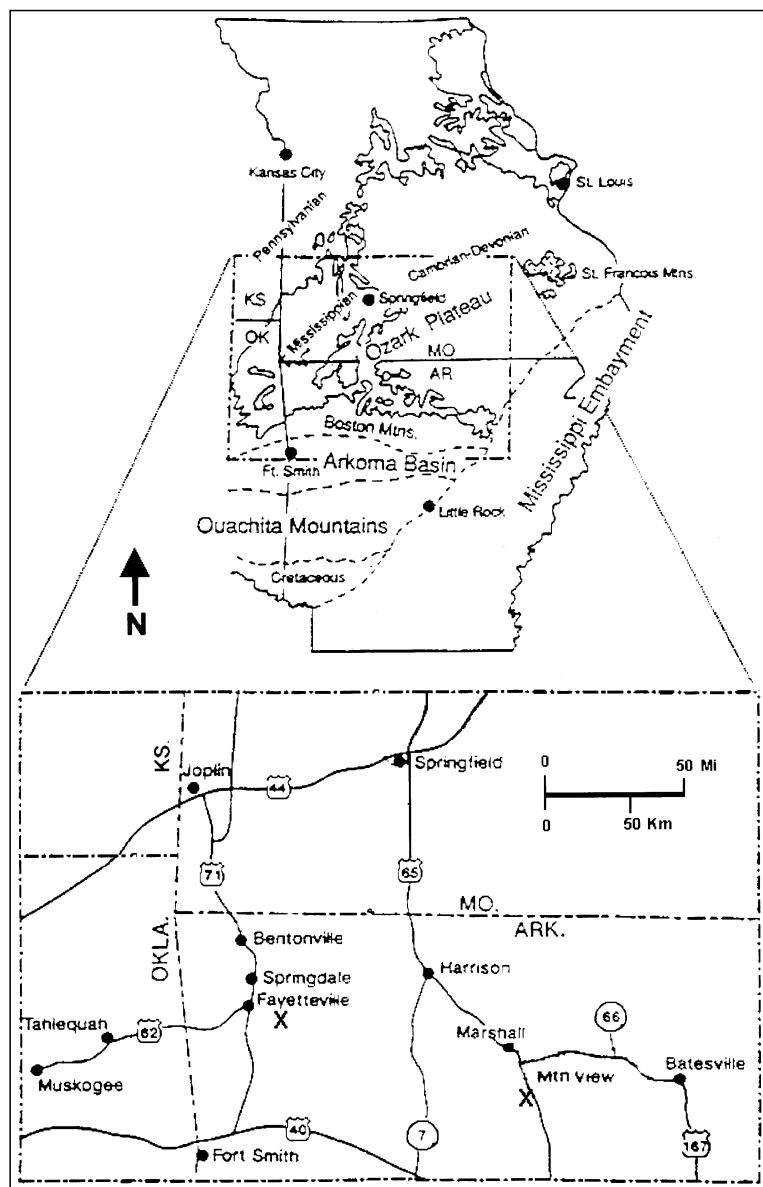 Kansas City
St. Louis
Pennsylvanian
Cambrian-Devonian
St. Francois Mtns.
KS
Springfield
Mississippian
OK
Ozark Plateau
MO
AR
Mississippi Embayment
Boston Mtns.
Ft. Smith
Arkoma Basin
Little Rock
Ouachita Mountains
Cretaceous
N
KS.
Joplin
Springfield
0 50 Mi
0 50 Km
44
71
65
MO.
ARK.
OKLA.
Bentonville
Springdale
Fayetteville
Harrison
X
Tahlequah
62
Marshall
66
Muskogee
Mtn View
Batesville
X
40
7
167
Fort Smith